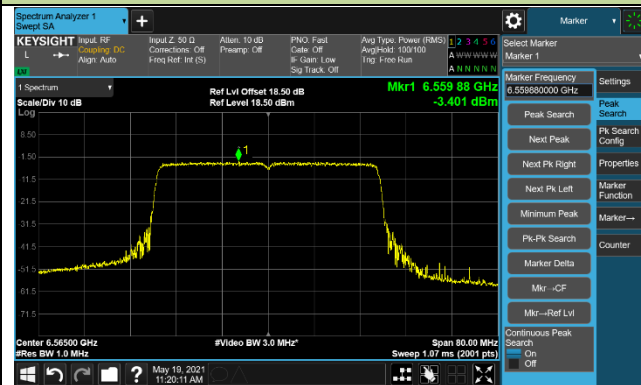 Spectrum Analyzer 1
Swept SA
+
Marker
KEYSIGHT
L
Input: RF
Coupling: DC
Align: Auto
Input Z: 50 Ω
Corrections: Off
Freq Ref: Int (S)
Atten: 10 dB
Preamp: Off
PNO: Fast
Gate: Off
IF Gain: Low
Sig Track: Off
Avg Type: Power (RMS)
Avg|Hold: 100/100
Trig: Free Run
1 2 3 4 5 6
A W W W W W
A N N N N N
LXI
Select Marker
Marker 1
1 Spectrum
Scale/Div 10 dB
Log
Ref Lvl Offset 18.50 dB
Ref Level 18.50 dBm
Mkr1 6.559 88 GHz
-3.401 dBm
8.50
-1.50
-11.5
-21.5
-31.5
-41.5
-51.5
-61.5
-71.5
1
Center 6.56500 GHz
#Res BW 1.0 MHz
#Video BW 3.0 MHz*
Span 80.00 MHz
Sweep 1.07 ms (2001 pts)
Marker Frequency
6.559880000 GHz
Peak Search
Next Peak
Next Pk Right
Next Pk Left
Minimum Peak
Pk-Pk Search
Marker Delta
Mkr→CF
Mkr→Ref Lvl
Continuous Peak
Search
On
Off
Settings
Peak
Search
Pk Search
Config
Properties
Marker
Function
Marker→
Counter
?
May 19, 2021
11:20:11 AM